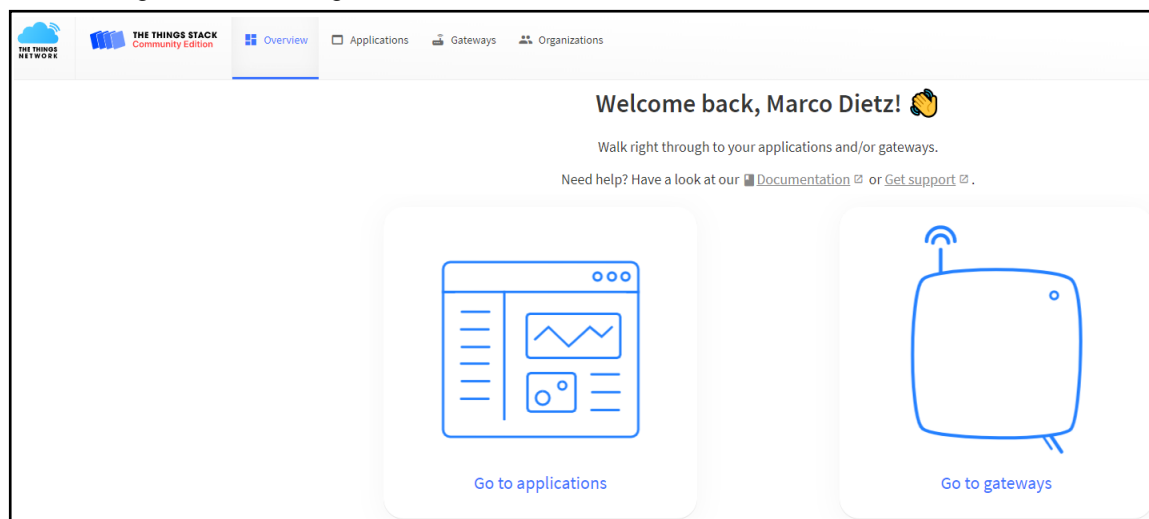 THE THINGS
NETWORK
THE THINGS STACK
Community Edition
Overview
Applications
Gateways
Organizations
Welcome back, Marco Dietz! 👋
Walk right through to your applications and/or gateways.
Need help? Have a look at our Documentation or Get support .
Go to applications
Go to gateways